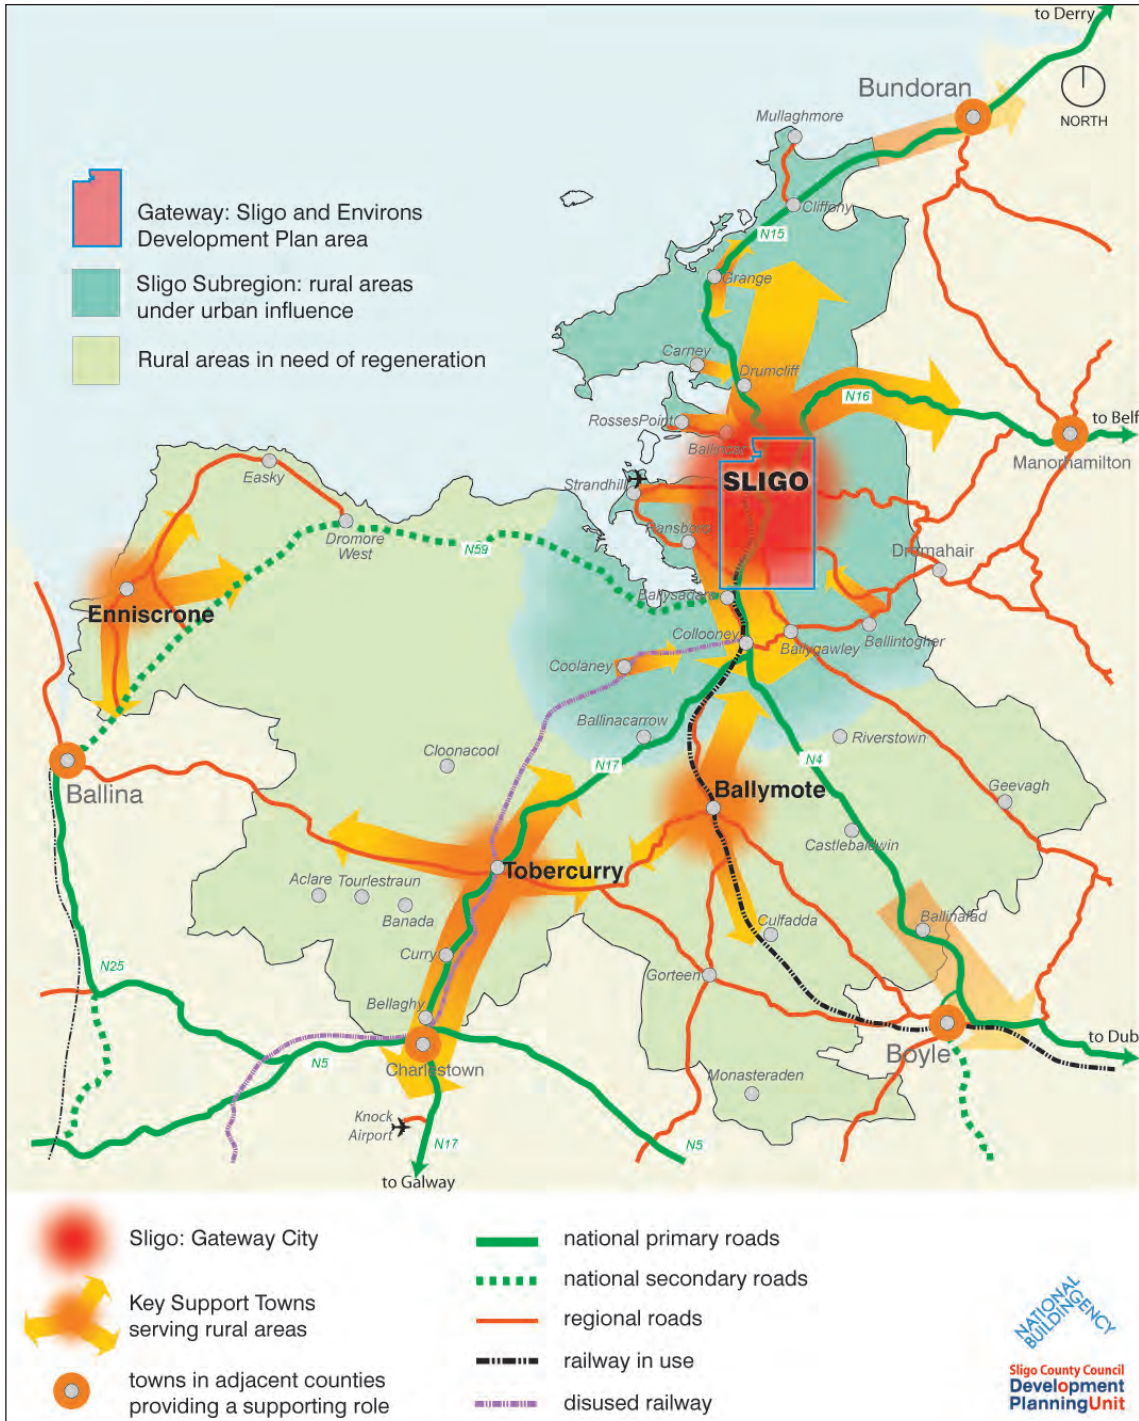 to Derry
Bundoran
NORTH
Mullaghmore
Gateway: Sligo and Environs
Development Plan area
Cliffony
N15
Sligo Subregion: rural areas
under urban influence
Grange
Rural areas in need of regeneration
Carney
Drumcliff
N16
RossesPoint
to Belf
Ballincar
Manorhamilton
Easky
Strandhill
SLIGO
Dromore
West
N59
Ransboro
Dromahair
Enniscrone
Ballysadare
Collooney
Ballygawley
Ballintogher
Coolaney
Ballinacarrow
Riverstown
Cloonacool
N17
N4
Ballina
Ballymote
Geevagh
Castlebaldwin
Tobercurry
Aclare
Tourlestraun
Banada
Culfadda
Ballinafad
Curry
Gorteen
N25
Bellaghy
N5
Charlestown
Boyle
to Dub
Monasteraden
Knock
Airport
N17
N5
to Galway
Sligo: Gateway City
Key Support Towns
serving rural areas
towns in adjacent counties
providing a supporting role
national primary roads
national secondary roads
regional roads
railway in use
disused railway
NATIONAL
BUILDINGENCY
Sligo County Council
Development
PlanningUnit